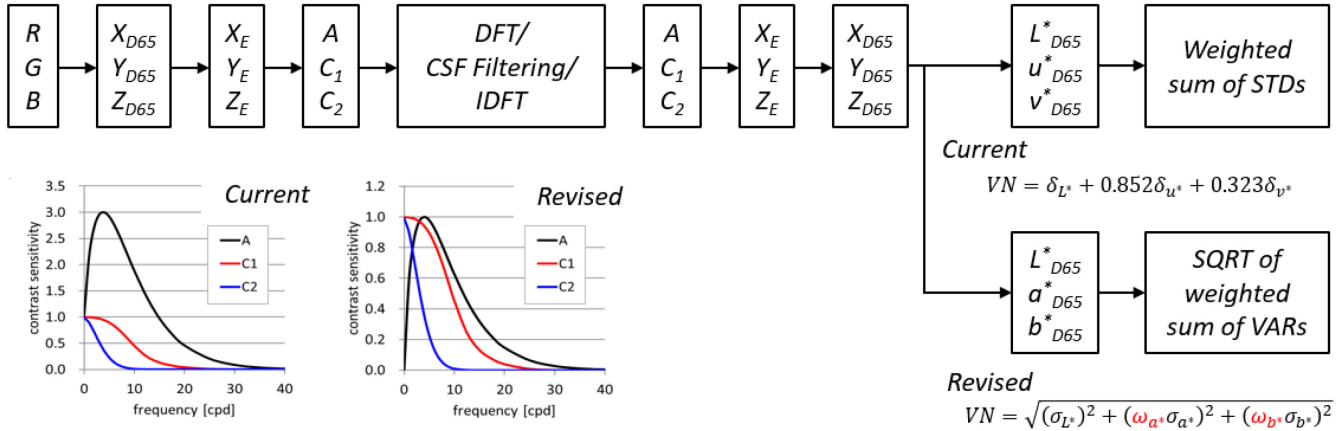 R
G
B
X_D65
Y_D65
Z_D65
X_E
Y_E
Z_E
A
C_1
C_2
DFT/
CSF Filtering/
IDFT
A
C_1
C_2
X_E
Y_E
Z_E
X_D65
Y_D65
Z_D65
L*_D65
u*_D65
v*_D65
Weighted
sum of STDs
Current
VN = δ_L* + 0.852δ_u* + 0.323δ_v*
L*_D65
a*_D65
b*_D65
SQRT of
weighted
sum of VARs
Revised
VN = √(σ_L*)² + (ω_a*σ_a*)² + (ω_b*σ_b*)²
Current
contrast sensitivity
3.5
3.0
2.5
2.0
1.5
1.0
0.5
0.0
A
C1
C2
0 10 20 30 40
frequency [cpd]
Revised
contrast sensitivity
1.2
1.0
0.8
0.6
0.4
0.2
0.0
A
C1
C2
0 10 20 30 40
frequency [cpd]